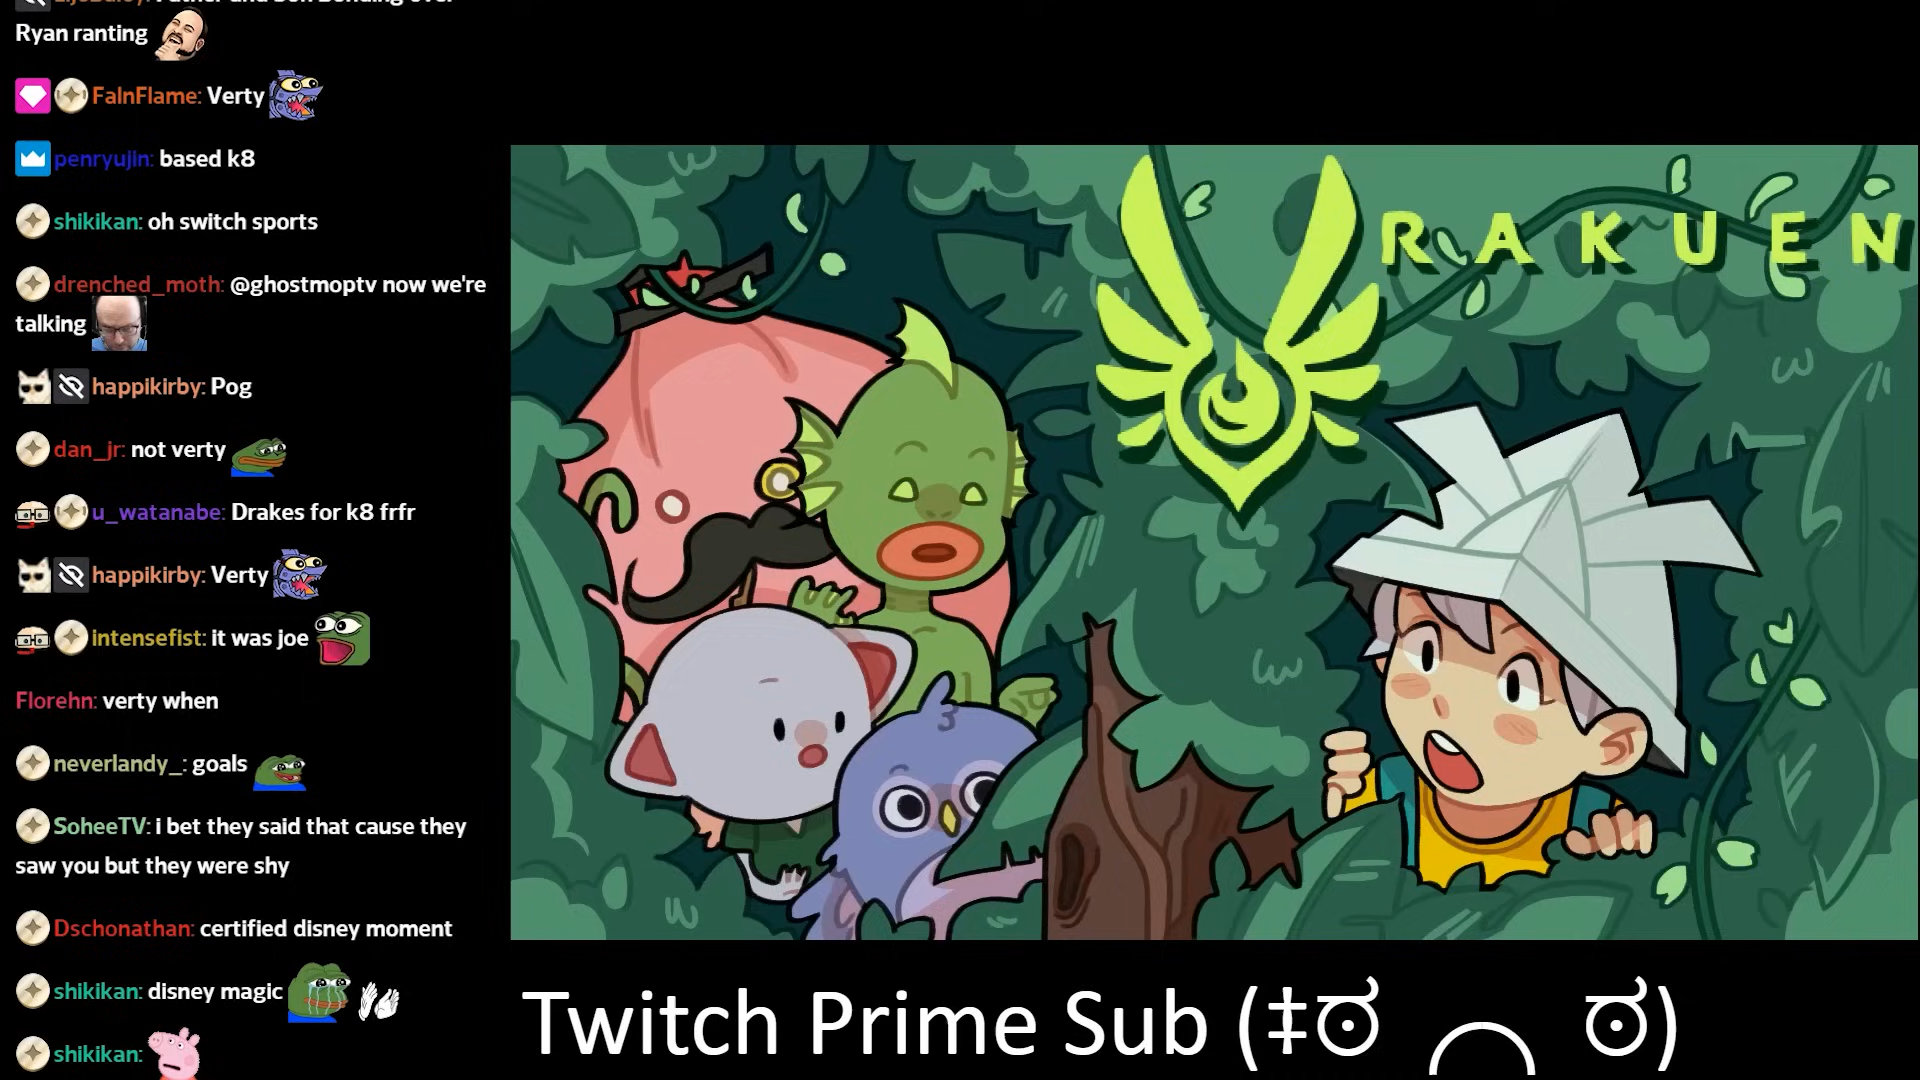 Ryan ranting
FalnFlame: Verty
penryujin: based k8
shikikan: oh switch sports
drenched_moth: @ghostmoptv now we're
talking
happikirby: Pog
dan_jr: not verty
u_watanabe: Drakes for k8 frfr
happikirby: Verty
intensefist: it was joe
Florehn: verty when
neverlandy_: goals
SoheeTV: i bet they said that cause they
saw you but they were shy
Dschonathan: certified disney moment
shikikan: disney magic
shikikan:
RAKUEN
Twitch Prime Sub (‡ಠ ︵ ಠ)